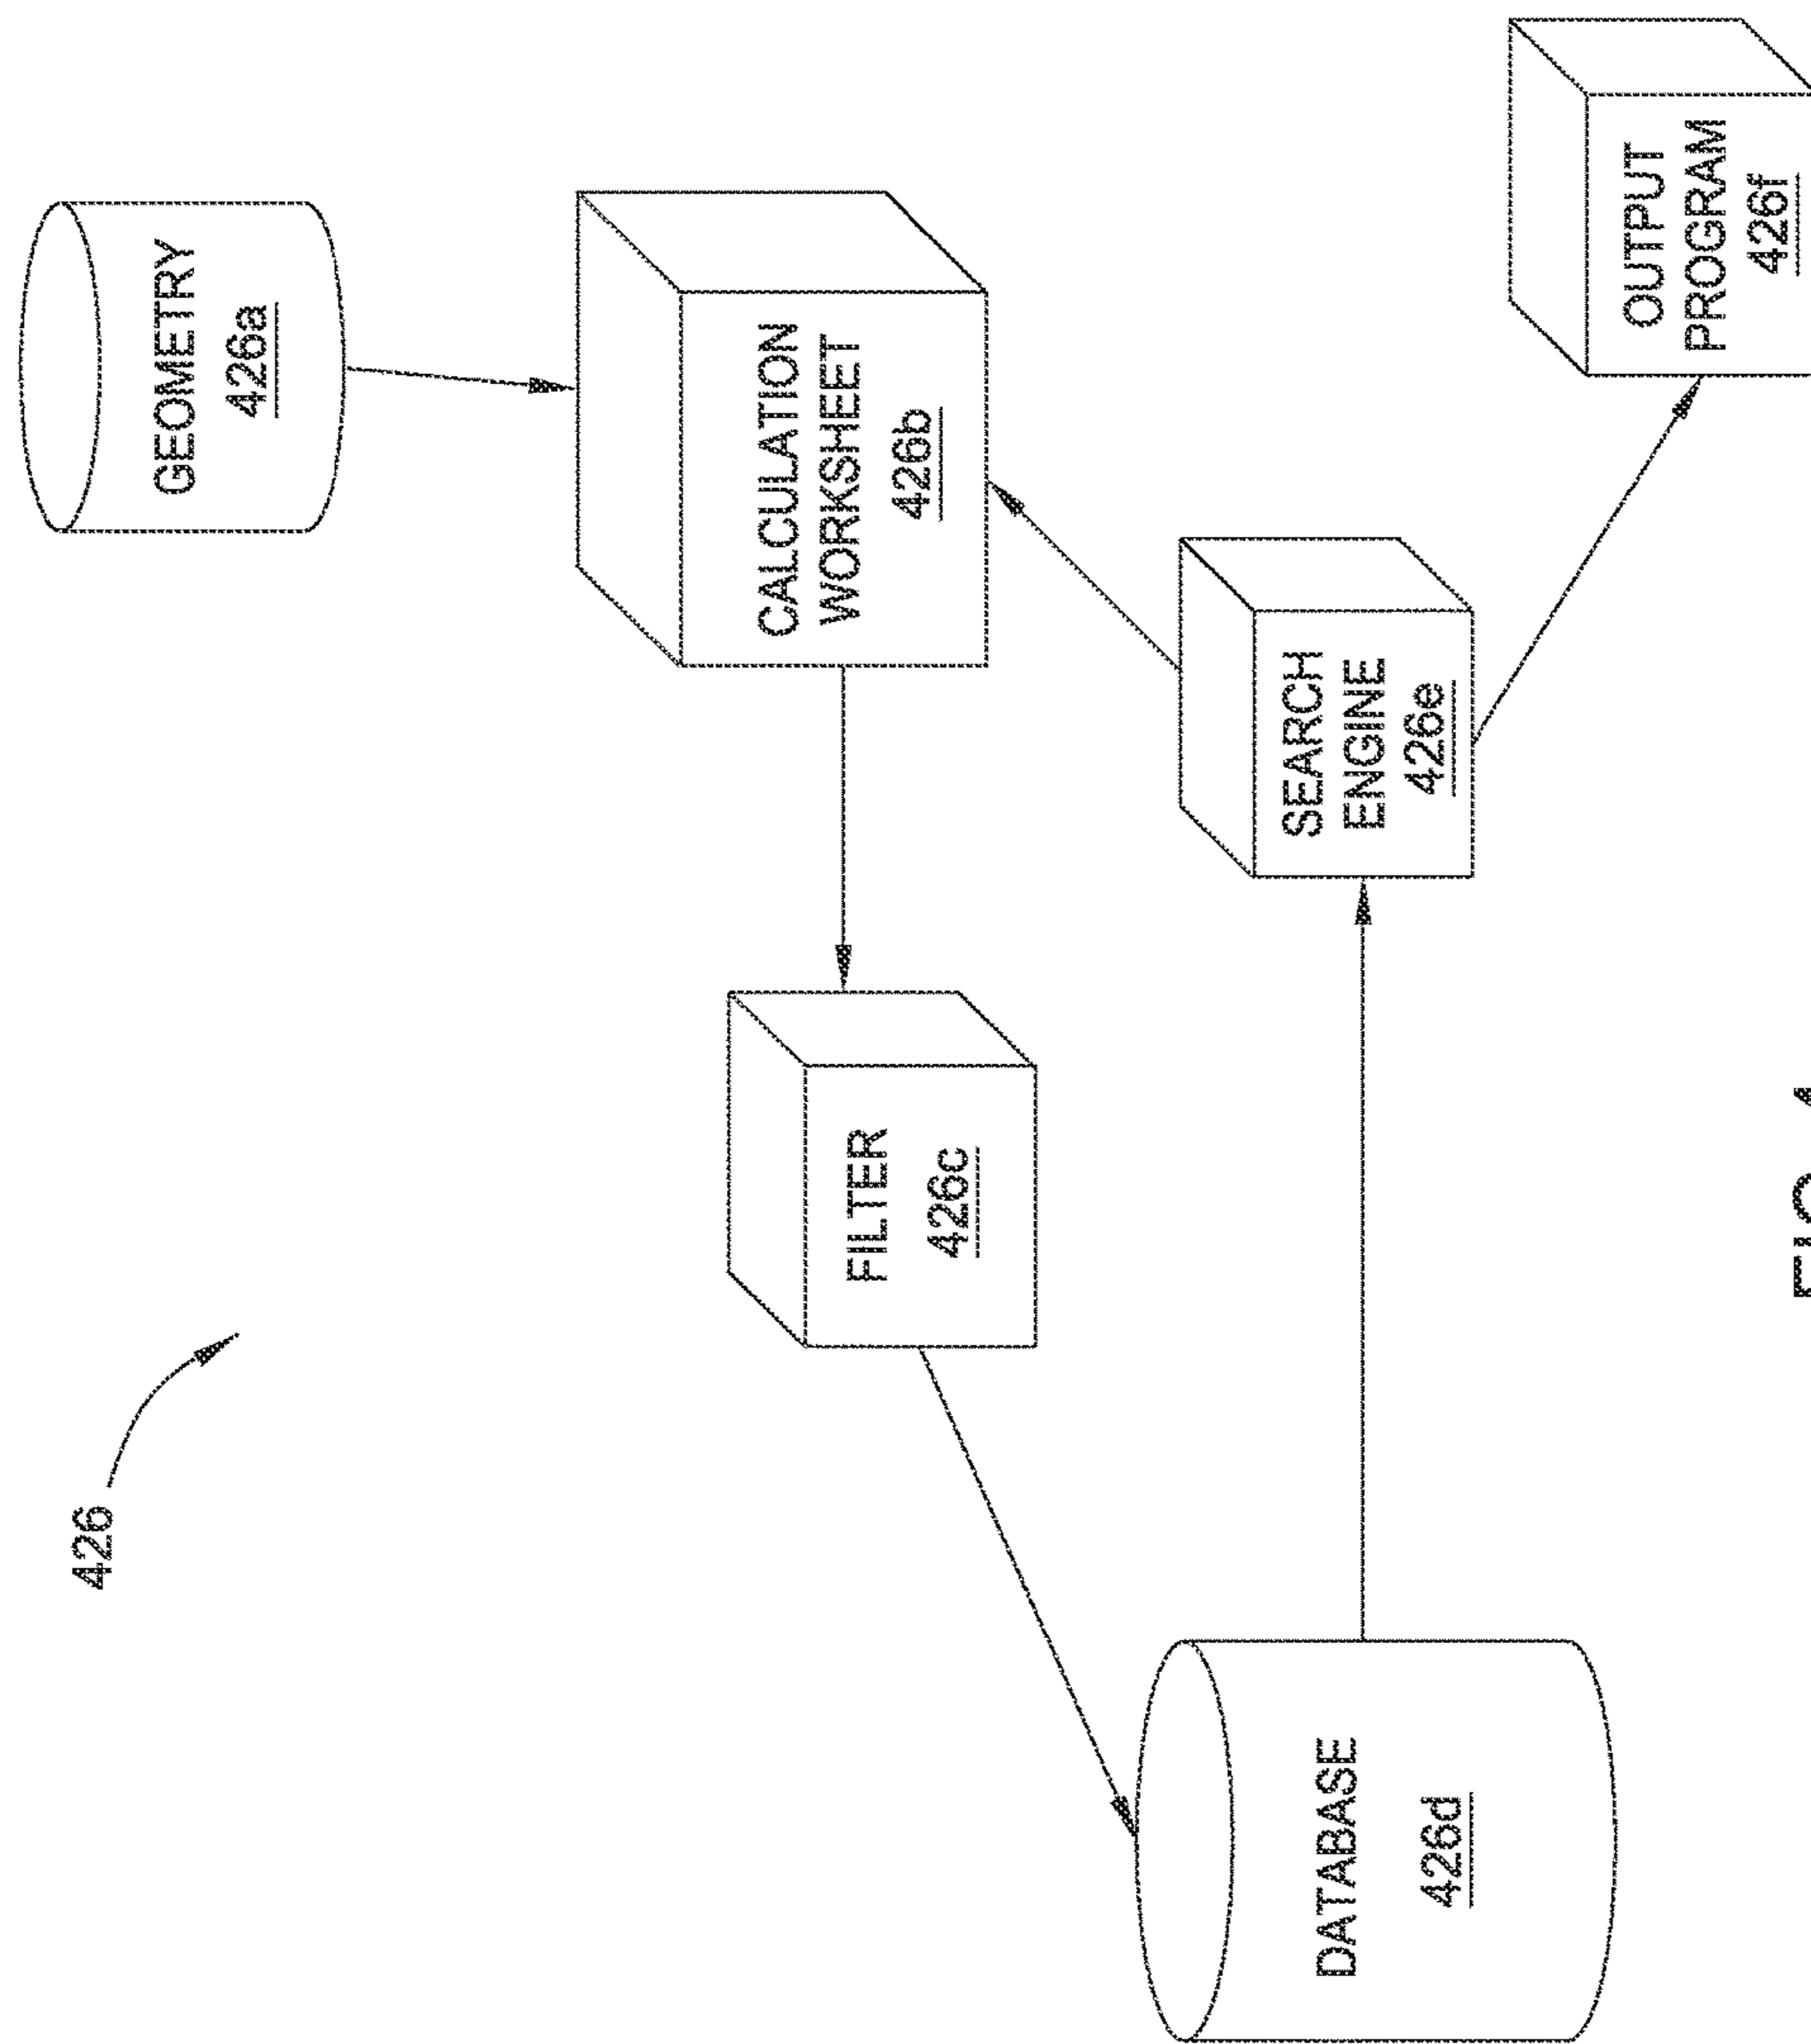 426
GEOMETRY
426a
CALCULATION
WORKSHEET
426b
FILTER
426c
DATABASE
426d
SEARCH
ENGINE
426e
OUTPUT
PROGRAM
426f